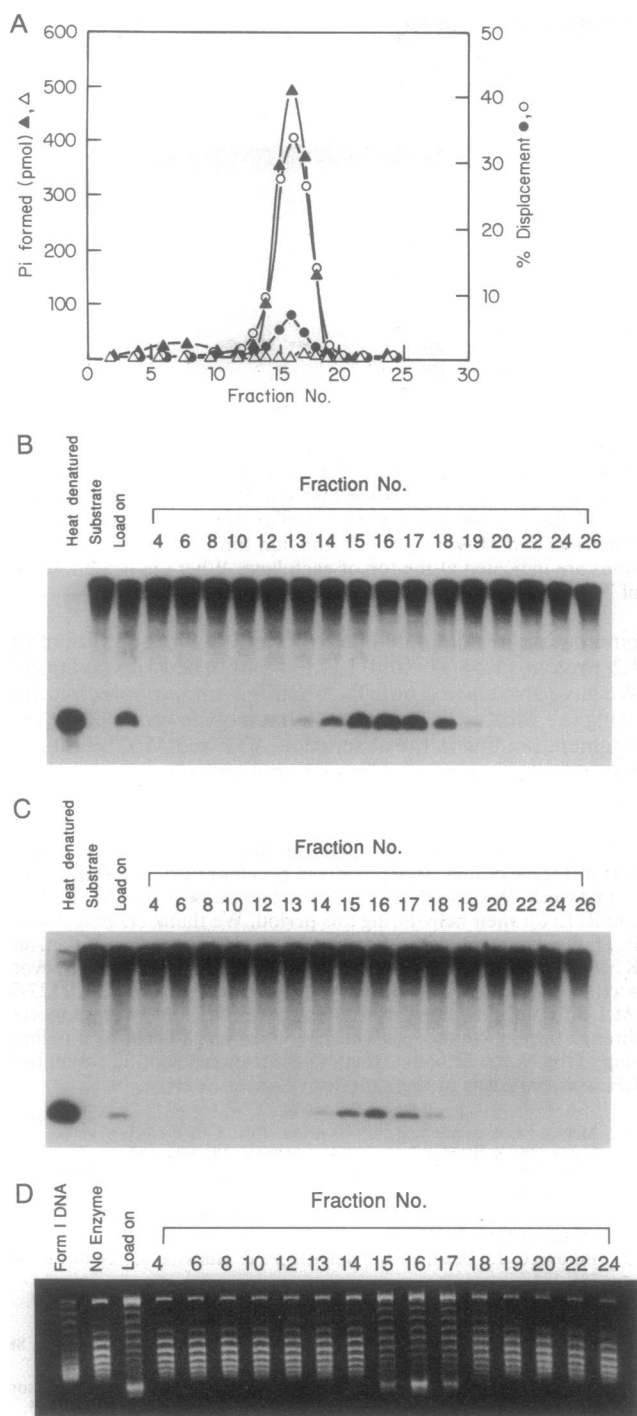 A
600
500
400
300
200
100
Pi formed (pmol) ▲,△
50
40
30
20
10
% Displacement ●,○
0
5
10
15
20
25
30
Fraction No.
B
Heat denatured
Substrate
Load on
Fraction No.
4 6 8 10 12 13 14 15 16 17 18 19 20 22 24 26
C
Heat denatured
Substrate
Load on
Fraction No.
4 6 8 10 12 13 14 15 16 17 18 19 20 22 24 26
D
Form I DNA
No Enzyme
Load on
Fraction No.
4 6 8 10 12 13 14 15 16 17 18 19 20 22 24